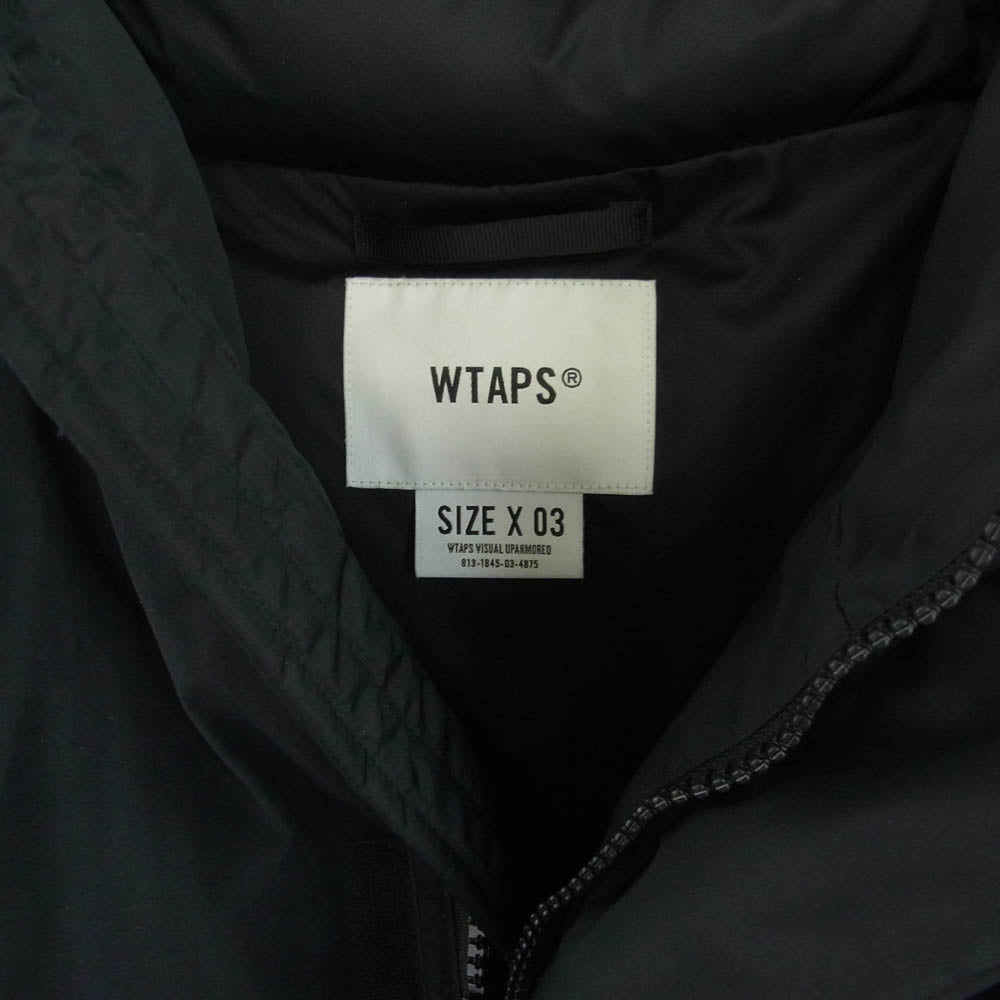 WTAPS®
SIZE X 03
WTAPS VISUAL UPARMORED
813-1845-03-4875